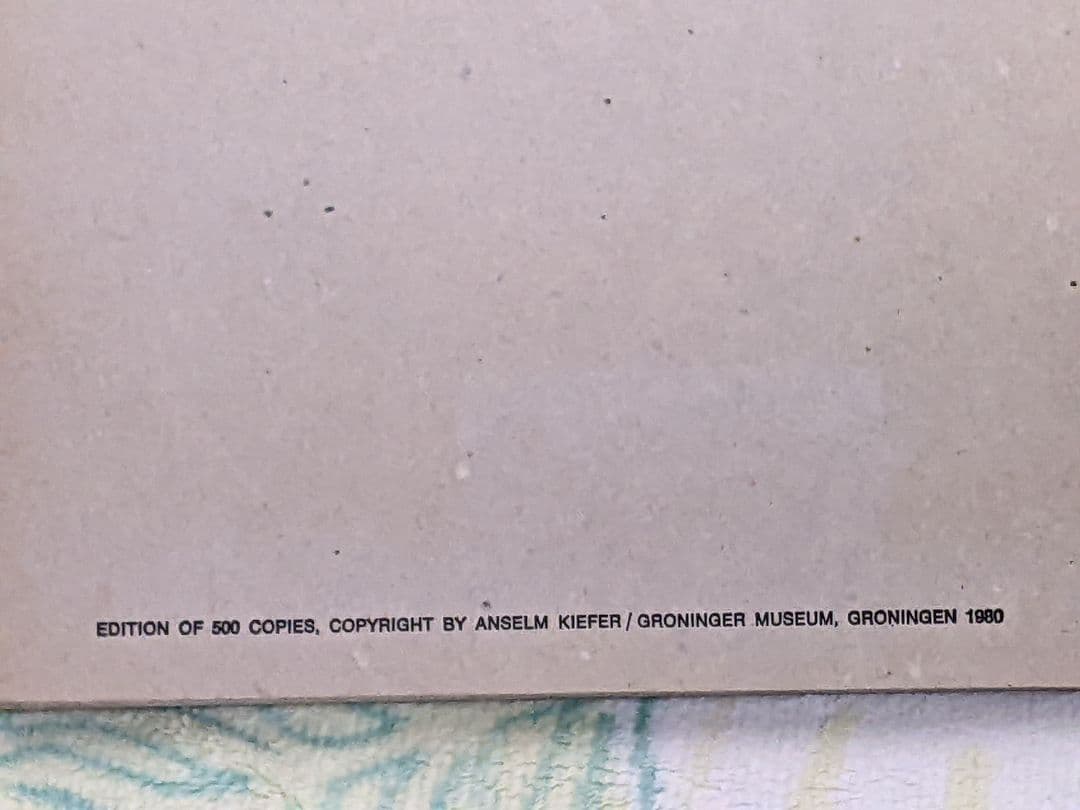 EDITION OF 500 COPIES, COPYRIGHT BY ANSELM KIEFER / GRONINGER MUSEUM, GRONINGEN 1980